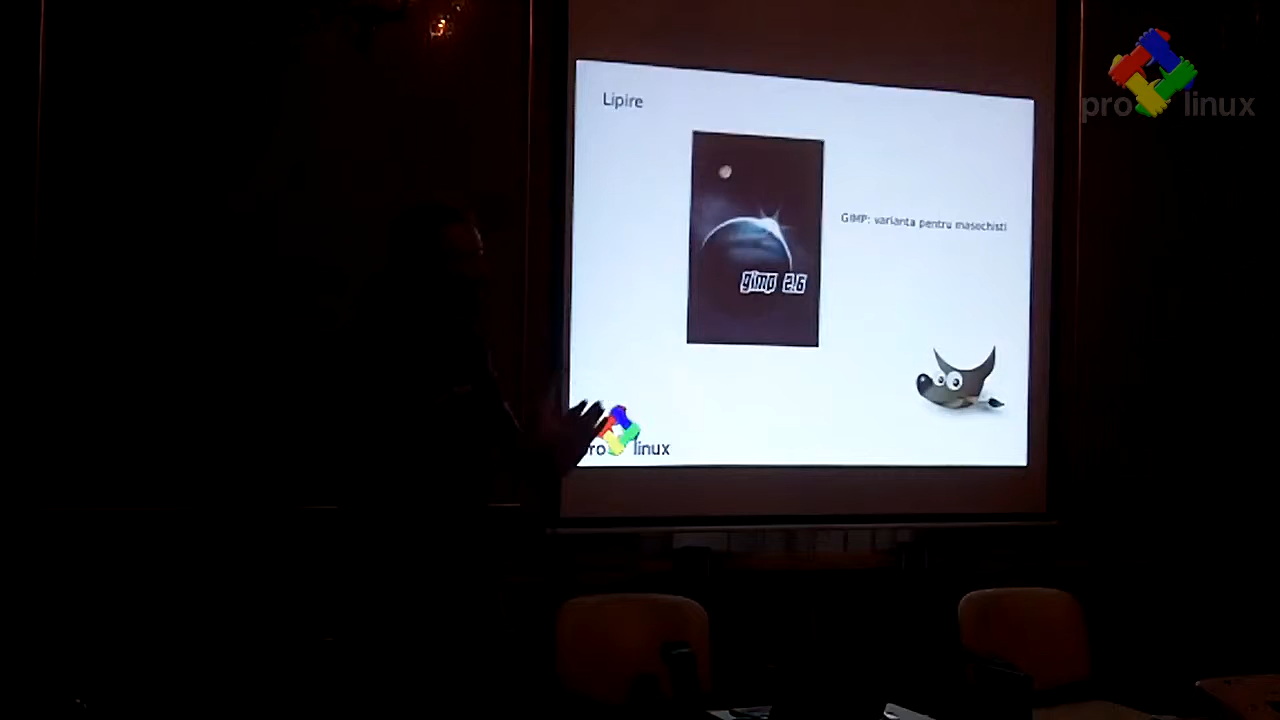 pro linux
Lipire
GIMP: varianta pentru masochisti
gimp 2.6
pro linux